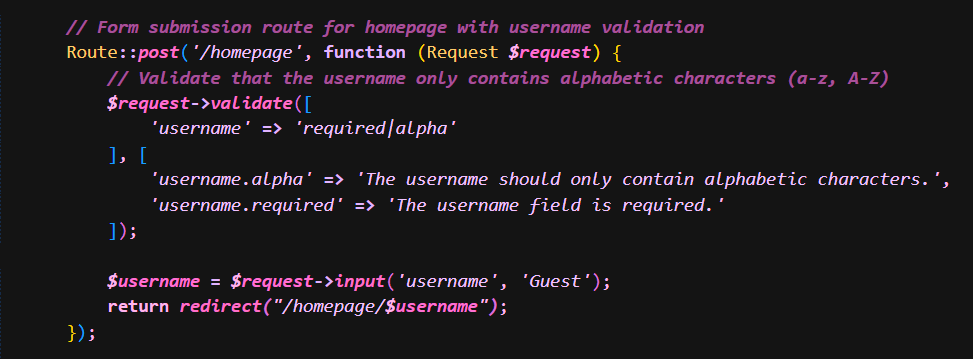 // Form submission route for homepage with username validation
Route::post('/homepage', function (Request $request) {
    // Validate that the username only contains alphabetic characters (a-z, A-Z)
    $request->validate([
        'username' => 'required|alpha'
    ], [
        'username.alpha' => 'The username should only contain alphabetic characters.',
        'username.required' => 'The username field is required.'
    ]);

    $username = $request->input('username', 'Guest');
    return redirect("/homepage/$username");
});